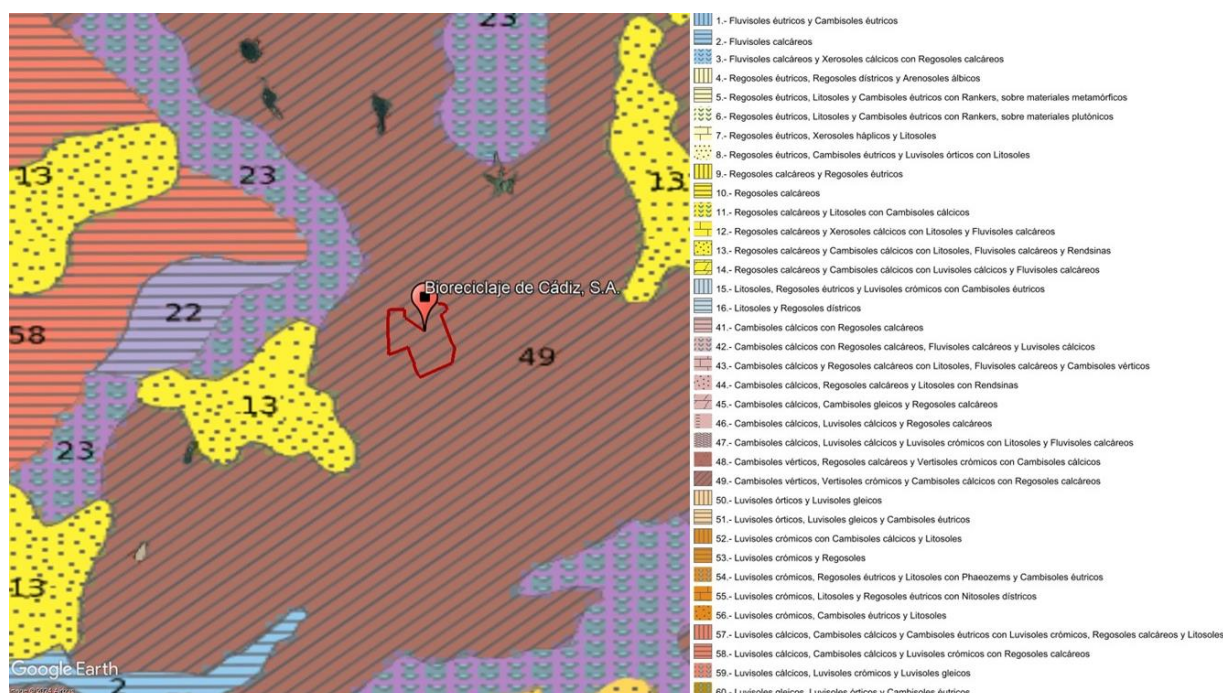 23
23
13
13
Bioreciclaje de Cádiz, S.A.
22
58
49
13
23
13
2
Google Earth
1.- Fluvisoles éutricos y Cambisoles éutricos
2.- Fluvisoles calcáreos
3.- Fluvisoles calcáreos y Xerosoles cálcicos con Regosoles calcáreos
4.- Regosoles éutricos, Regosoles dístricos y Arenosoles álbicos
5.- Regosoles éutricos, Litosoles y Cambisoles éutricos con Rankers, sobre materiales metamórficos
6.- Regosoles éutricos, Litosoles y Cambisoles éutricos con Rankers, sobre materiales plutónicos
7.- Regosoles éutricos, Xerosoles háplicos y Litosoles
8.- Regosoles éutricos, Cambisoles éutricos y Luvisoles órticos con Litosoles
9.- Regosoles calcáreos y Regosoles éutricos
10.- Regosoles calcáreos
11.- Regosoles calcáreos y Litosoles con Cambisoles cálcicos
12.- Regosoles calcáreos y Xerosoles cálcicos con Litosoles y Fluvisoles calcáreos
13.- Regosoles calcáreos y Cambisoles cálcicos con Litosoles, Fluvisoles calcáreos y Rendsinas
14.- Regosoles calcáreos y Cambisoles cálcicos con Luvisoles cálcicos y Fluvisoles calcáreos
15.- Litosoles, Regosoles éutricos y Luvisoles crómicos con Cambisoles éutricos
16.- Litosoles y Regosoles dístricos
41.- Cambisoles cálcicos con Regosoles calcáreos
42.- Cambisoles cálcicos con Regosoles calcáreos, Fluvisoles calcáreos y Luvisoles cálcicos
43.- Cambisoles cálcicos y Regosoles calcáreos con Litosoles, Fluvisoles calcáreos y Cambisoles vérticos
44.- Cambisoles cálcicos, Regosoles calcáreos y Litosoles con Rendsinas
45.- Cambisoles cálcicos, Cambisoles gleicos y Regosoles calcáreos
46.- Cambisoles cálcicos, Luvisoles cálcicos y Regosoles calcáreos
47.- Cambisoles cálcicos, Luvisoles cálcicos y Luvisoles crómicos con Litosoles y Fluvisoles calcáreos
48.- Cambisoles vérticos, Regosoles calcáreos y Vertisoles crómicos con Cambisoles cálcicos
49.- Cambisoles vérticos, Vertisoles crómicos y Cambisoles cálcicos con Regosoles calcáreos
50.- Luvisoles órticos y Luvisoles gleicos
51.- Luvisoles órticos, Luvisoles gleicos y Cambisoles éutricos
52.- Luvisoles crómicos con Cambisoles cálcicos y Litosoles
53.- Luvisoles crómicos y Regosoles
54.- Luvisoles crómicos, Regosoles éutricos y Litosoles con Phaeozems y Cambisoles éutricos
55.- Luvisoles crómicos, Litosoles y Regosoles éutricos con Nitosoles dístricos
56.- Luvisoles crómicos, Cambisoles éutricos y Litosoles
57.- Luvisoles cálcicos, Cambisoles cálcicos y Cambisoles éutricos con Luvisoles crómicos, Regosoles calcáreos y Litosoles
58.- Luvisoles cálcicos, Cambisoles cálcicos y Luvisoles crómicos con Regosoles calcáreos
59.- Luvisoles cálcicos, Luvisoles crómicos y Luvisoles gleicos
60.- Luvisoles gleicos, Luvisoles órticos y Cambisoles éutricos